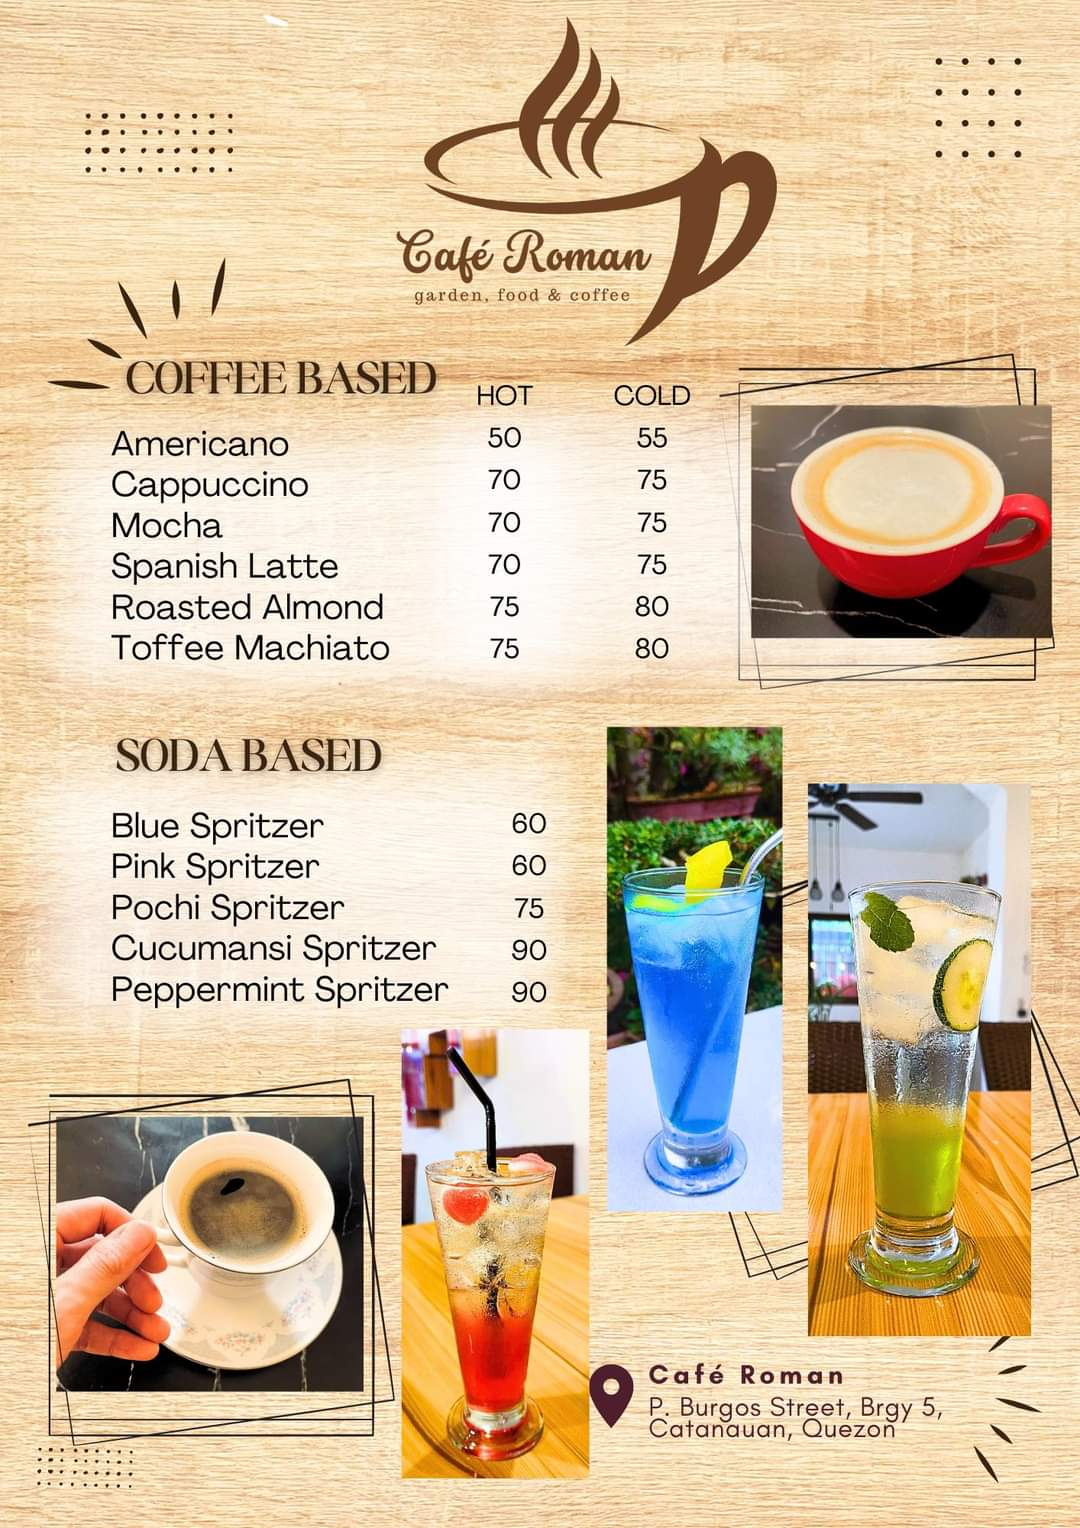 Café Roman
garden, food & coffee
COFFEE BASED HOT COLD
Americano 50 55
Cappuccino 70 75
Mocha 70 75
Spanish Latte 70 75
Roasted Almond 75 80
Toffee Machiato 75 80
SODA BASED
Blue Spritzer 60
Pink Spritzer 60
Pochi Spritzer 75
Cucumansi Spritzer 90
Peppermint Spritzer 90
Café Roman
P. Burgos Street, Brgy 5,
Catanauan, Quezon